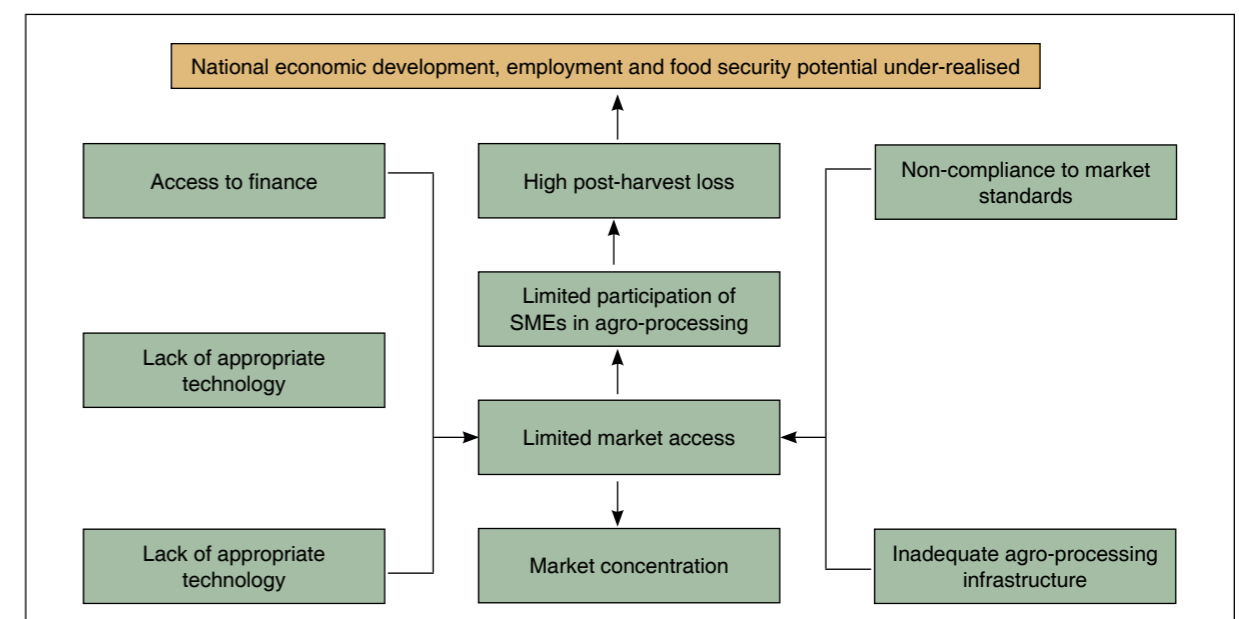 National economic development, employment and food security potential under-realised
Access to finance
High post-harvest loss
Non-compliance to market
standards
Limited participation of
SMEs in agro-processing
Lack of appropriate
technology
Limited market access
Lack of appropriate
technology
Market concentration
Inadequate agro-processing
infrastructure